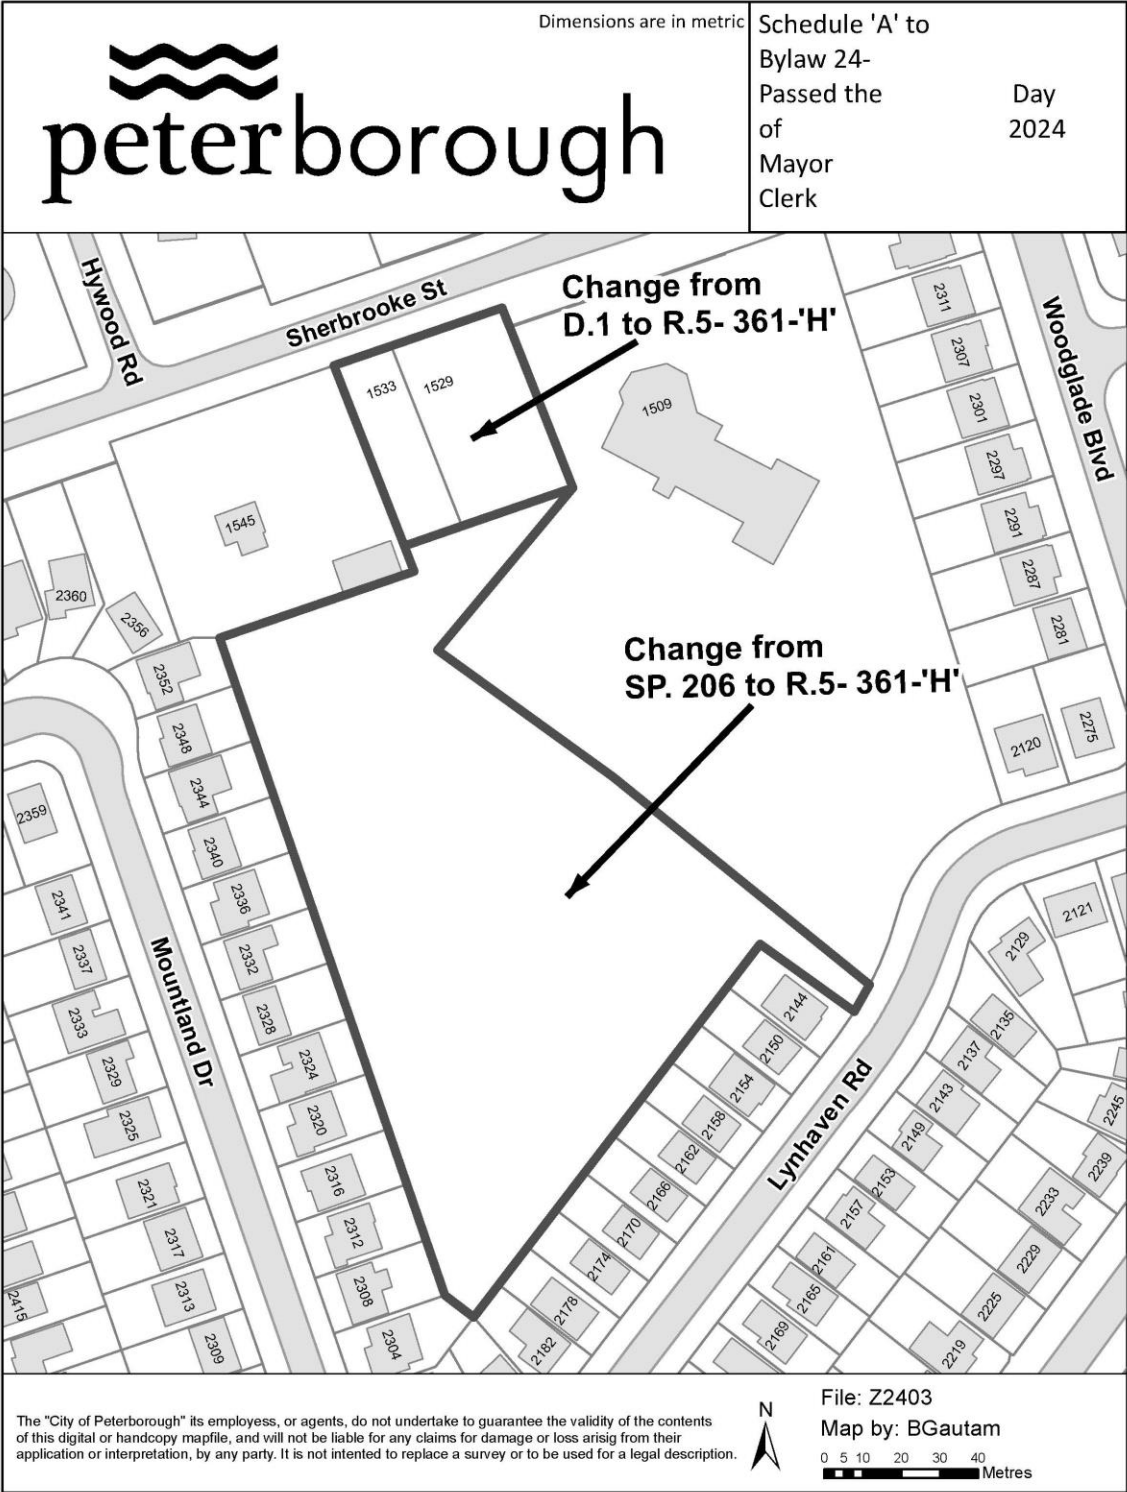 Dimensions are in metric
peterborough
Schedule 'A' to
Bylaw 24-
Passed the Day
of 2024
Mayor
Clerk
Hywood Rd
Sherbrooke St
Change from
D.1 to R.5- 361-'H'
Woodglade Blvd
1533
1529
1509
1545
2311
2307
2301
2297
2291
2287
2281
2275
2120
2360
2356
2352
2348
2344
2340
2336
2332
2328
2324
2320
2316
2312
2308
2304
Change from
SP. 206 to R.5- 361-'H'
2359
2341
2337
2333
2329
2325
2321
2317
2313
2309
2415
Mountland Dr
2144
2150
2154
2158
2162
2166
2170
2174
2178
2182
Lynhaven Rd
2121
2129
2135
2137
2143
2149
2153
2157
2161
2165
2169
2245
2239
2233
2229
2225
2219
The "City of Peterborough" its employess, or agents, do not undertake to guarantee the validity of the contents
of this digital or handcopy mapfile, and will not be liable for any claims for damage or loss arisig from their
application or interpretation, by any party. It is not intended to replace a survey or to be used for a legal description.
N
File: Z2403
Map by: BGautam
0 5 10 20 30 40
Metres